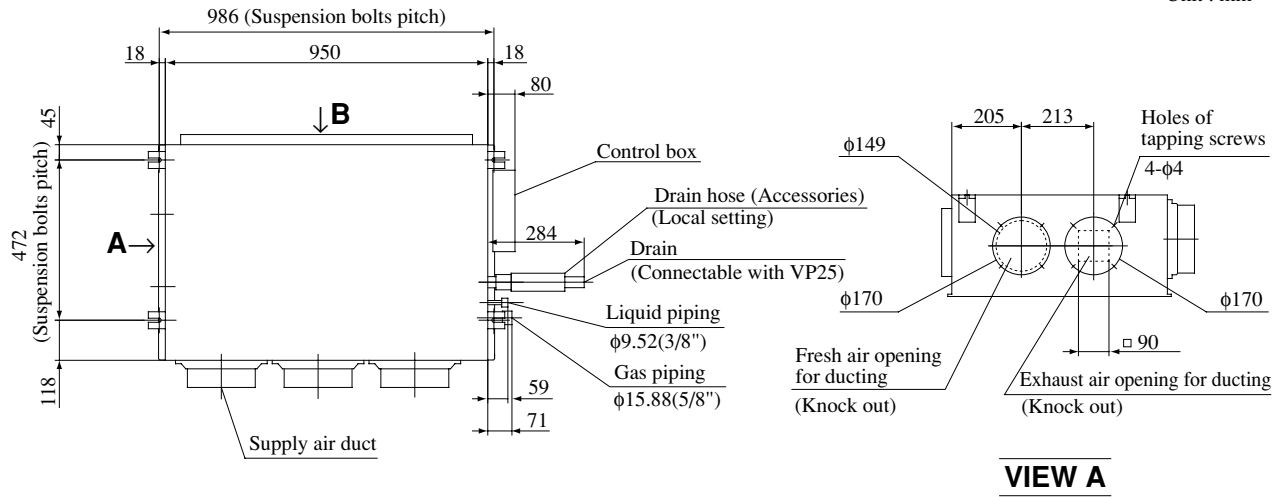 986 (Suspension bolts pitch)
18
950
18
80
B
45
Control box
Drain hose (Accessories)
(Local setting)
472
(Suspension bolts pitch)
A
284
Drain
(Connectable with VP25)
Liquid piping
ϕ9.52(3/8")
Gas piping
ϕ15.88(5/8")
118
59
71
Supply air duct
205
213
Holes of
tapping screws
4-ϕ4
ϕ149
ϕ170
ϕ170
□ 90
Fresh air opening
for ducting
(Knock out)
Exhaust air opening for ducting
(Knock out)
VIEW A